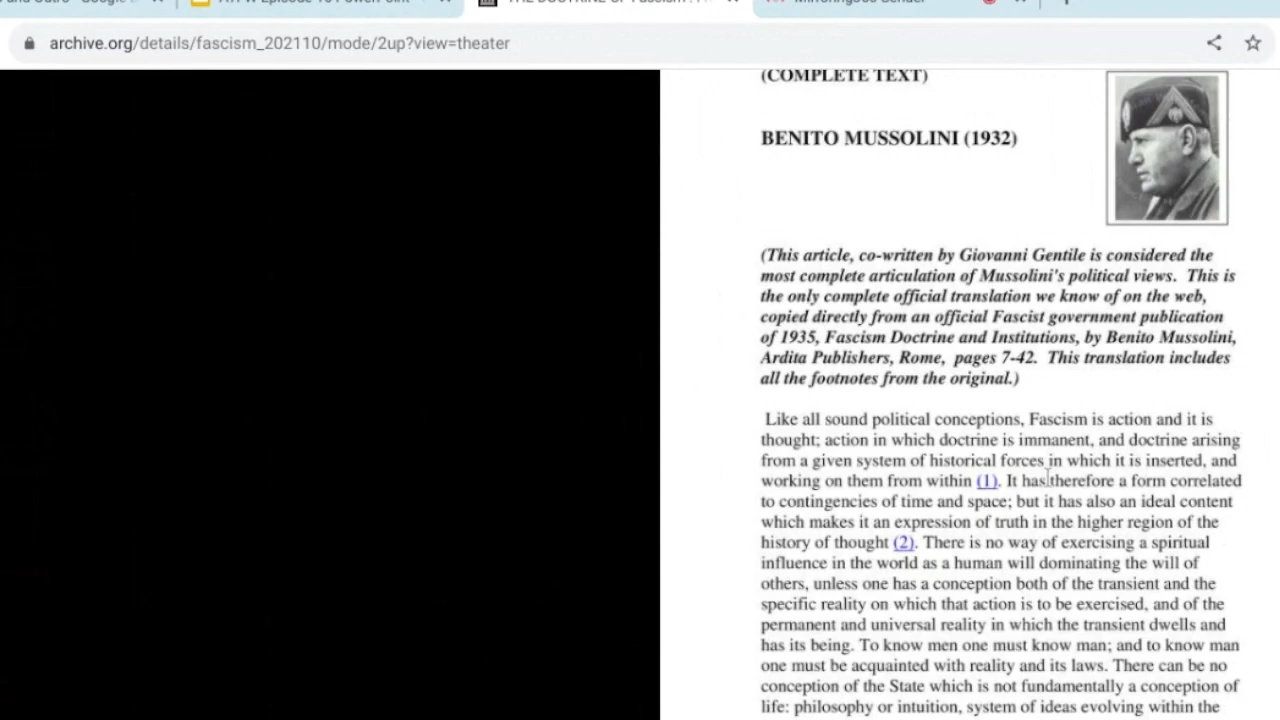 archive.org/details/fascism_202110/mode/2up?view=theater
(COMPLETE TEXT)
BENITO MUSSOLINI (1932)
(This article, co-written by Giovanni Gentile is considered the
most complete articulation of Mussolini's political views. This is
the only complete official translation we know of on the web,
copied directly from an official Fascist government publication
of 1935, Fascism Doctrine and Institutions, by Benito Mussolini,
Ardita Publishers, Rome, pages 7-42. This translation includes
all the footnotes from the original.)
Like all sound political conceptions, Fascism is action and it is
thought; action in which doctrine is immanent, and doctrine arising
from a given system of historical forces in which it is inserted, and
working on them from within (1). It has therefore a form correlated
to contingencies of time and space; but it has also an ideal content
which makes it an expression of truth in the higher region of the
history of thought (2). There is no way of exercising a spiritual
influence in the world as a human will dominating the will of
others, unless one has a conception both of the transient and the
specific reality on which that action is to be exercised, and of the
permanent and universal reality in which the transient dwells and
has its being. To know men one must know man; and to know man
one must be acquainted with reality and its laws. There can be no
conception of the State which is not fundamentally a conception of
life: philosophy or intuition, system of ideas evolving within the